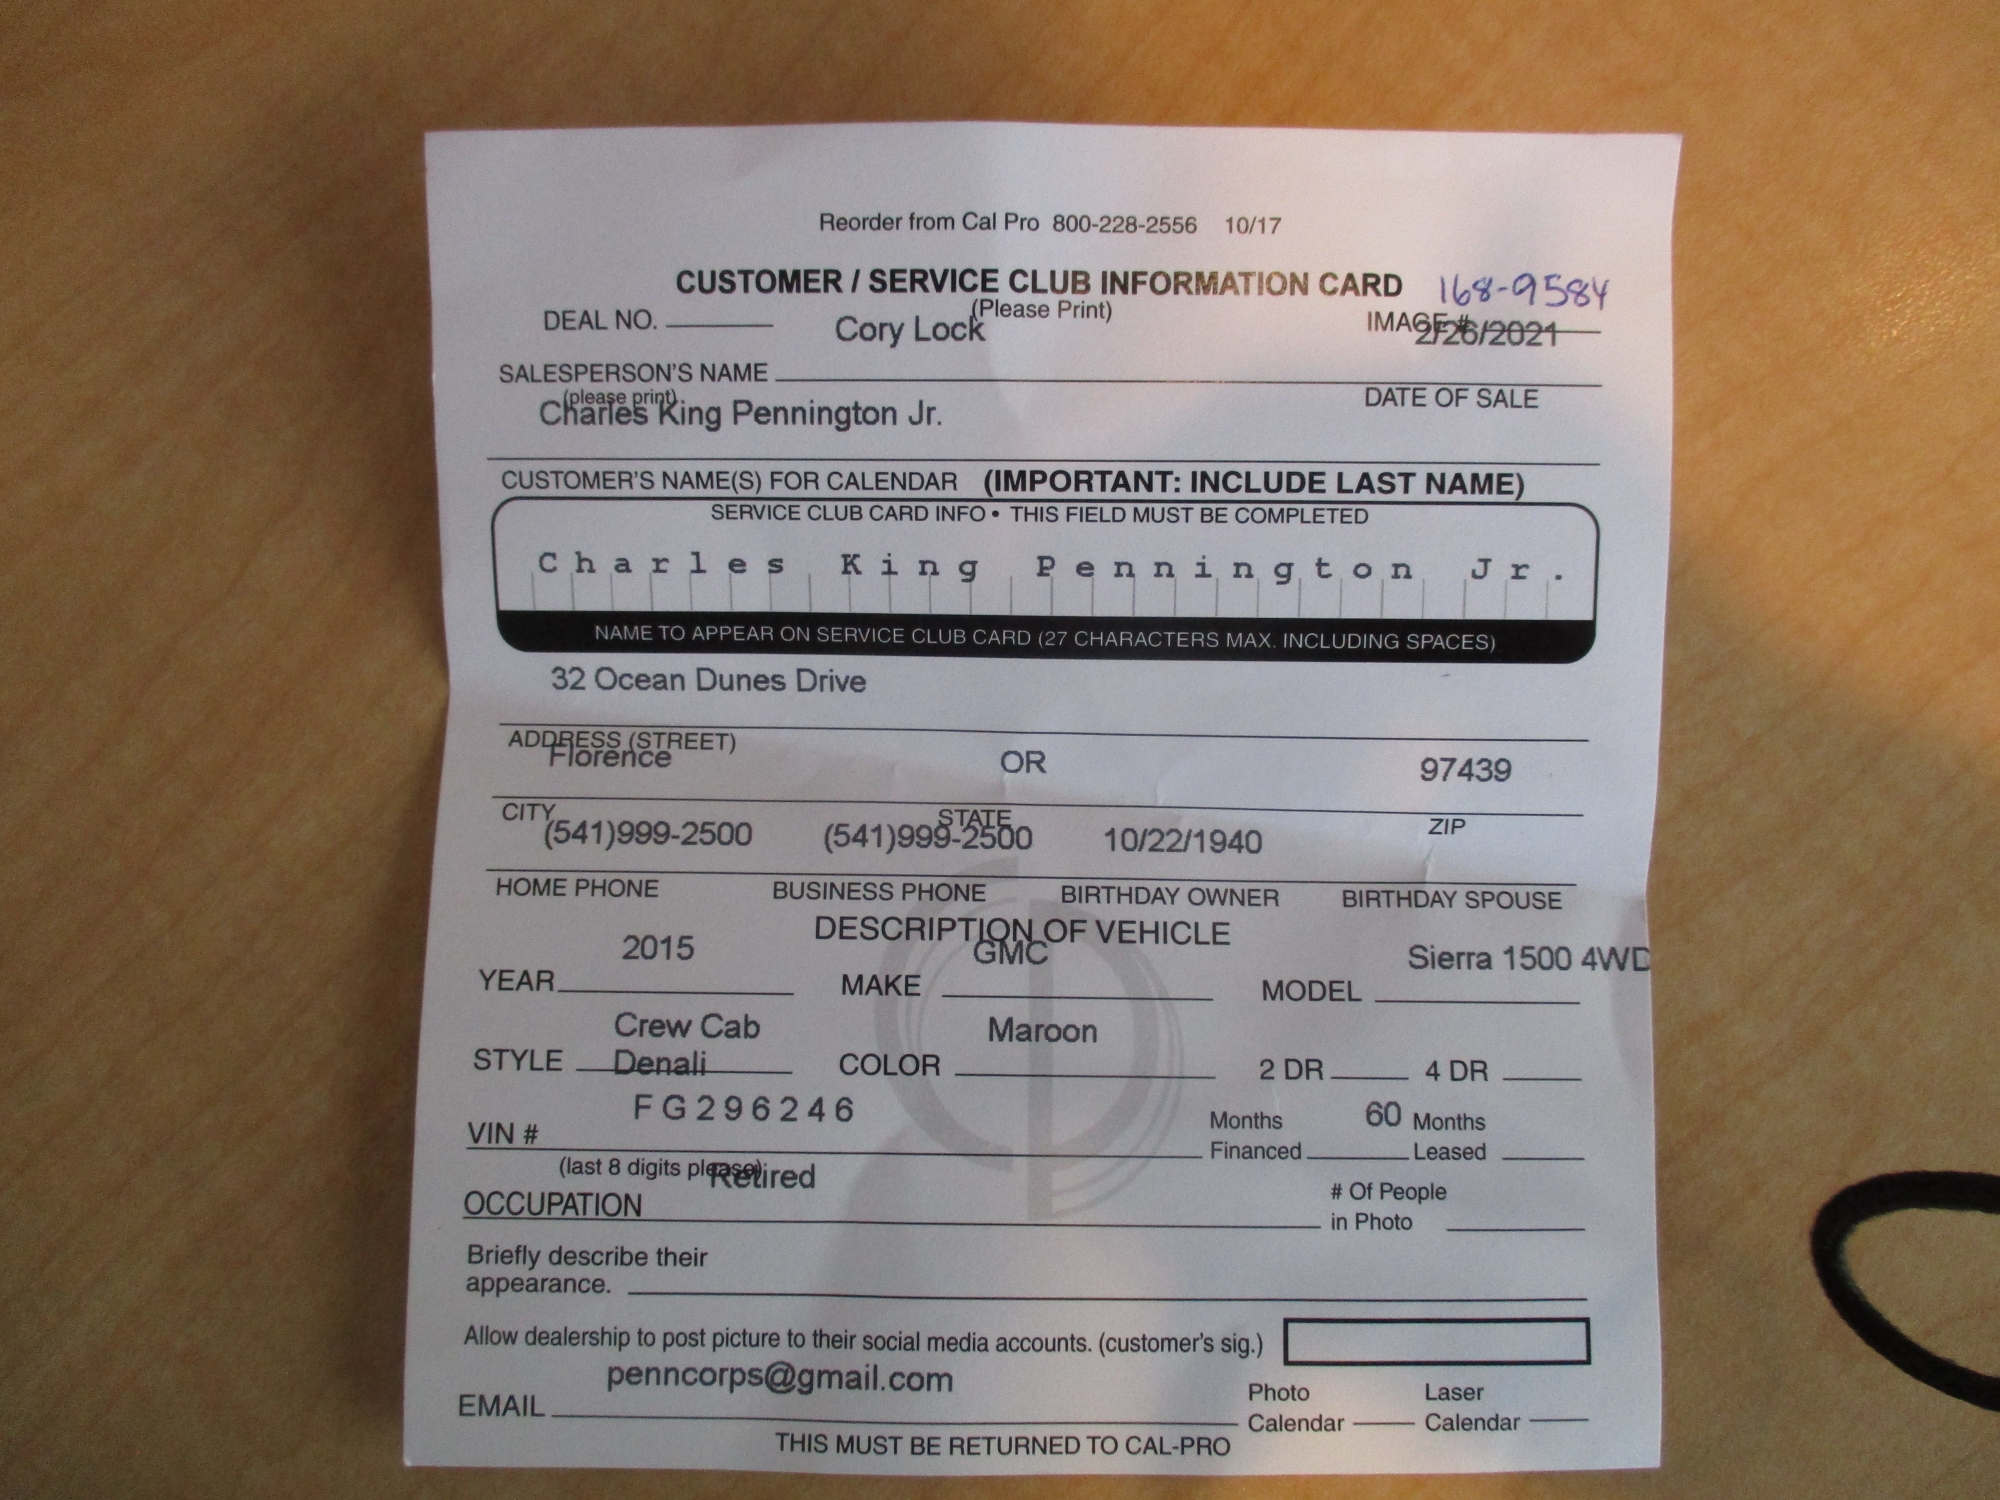 Reorder from Cal Pro 800-228-2556 10/17
CUSTOMER / SERVICE CLUB INFORMATION CARD 168-9584
(Please Print)
DEAL NO. Cory Lock IMAGE # 2/26/2021
SALESPERSON'S NAME
(please print) DATE OF SALE
Charles King Pennington Jr.
CUSTOMER'S NAME(S) FOR CALENDAR (IMPORTANT: INCLUDE LAST NAME)
SERVICE CLUB CARD INFO • THIS FIELD MUST BE COMPLETED
Charles King Pennington Jr.
NAME TO APPEAR ON SERVICE CLUB CARD (27 CHARACTERS MAX. INCLUDING SPACES)
32 Ocean Dunes Drive
ADDRESS (STREET)
Florence OR 97439
CITY STATE ZIP
(541)999-2500 (541)999-2500 10/22/1940
HOME PHONE BUSINESS PHONE BIRTHDAY OWNER BIRTHDAY SPOUSE
DESCRIPTION OF VEHICLE
2015 GMC Sierra 1500 4WD
YEAR MAKE MODEL
Crew Cab Maroon
STYLE Denali COLOR 2 DR 4 DR
FG296246 Months 60 Months
VIN # Financed Leased
(last 8 digits please) Retired
OCCUPATION # Of People
in Photo
Briefly describe their
appearance.
Allow dealership to post picture to their social media accounts. (customer's sig.)
penncorps@gmail.com Photo Laser
EMAIL Calendar Calendar
THIS MUST BE RETURNED TO CAL-PRO